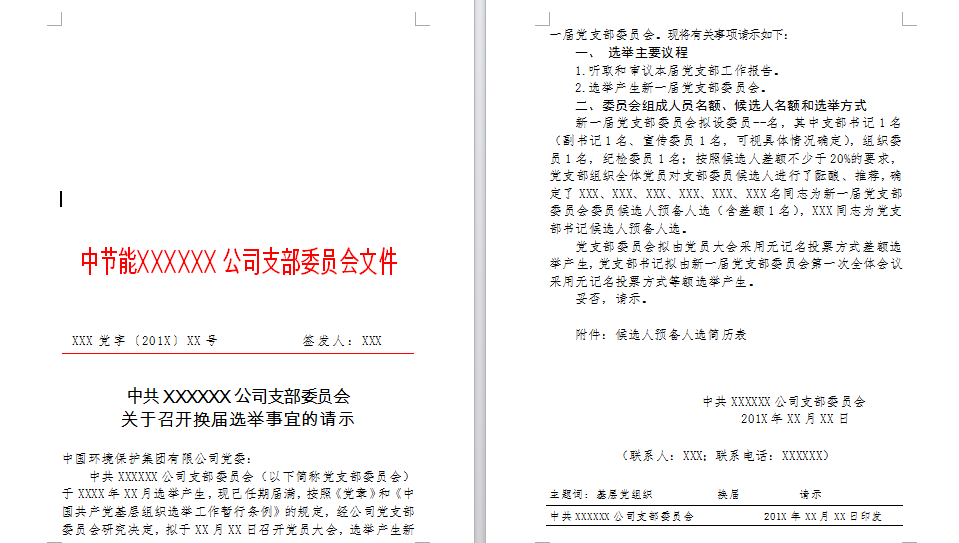 中节能XXXXXX 公司支部委员会文件
XXX 党字〔201X〕XX 号 签发人：XXX
中共 XXXXXX 公司支部委员会
关于召开换届选举事宜的请示
中国环境保护集团有限公司党委：
中共 XXXXXX 公司支部委员会（以下简称党支部委员会）
于 XXXX 年 XX 月选举产生，现已任期届满，按照《党章》和《中
国共产党基层组织选举工作暂行条例》的规定，经公司党支部
委员会研究决定，拟于 XX 月 XX 日召开党员大会，选举产生新
一届党支部委员会。现将有关事项请示如下：
一、 选举主要议程
1.听取和审议本届党支部工作报告。
2.选举产生新一届党支部委员会。
二、委员会组成人员名额、候选人名额和选举方式
新一届党支部委员会拟设委员--名，其中支部书记 1 名
（副书记 1 名、宣传委员 1 名，可视具体情况确定），组织委
员 1 名，纪检委员 1 名；按照候选人差额不少于 20%的要求，
党支部组织全体党员对支部委员候选人进行了酝酿、推荐，确
定了 XXX、XXX、XXX、XXX、XXX、XXX 名同志为新一届党支部
委员会委员候选人预备人选（含差额 1 名），XXX 同志为党支
部书记候选人预备人选。
党支部委员会拟由党员大会采用无记名投票方式差额选
举产生，党支部书记拟由新一届党支部委员会第一次全体会议
采用无记名投票方式等额选举产生。
妥否，请示。
附件：候选人预备人选简历表
中共 XXXXXX 公司支部委员会
201X 年 XX 月 XX 日
（联系人：XXX；联系电话：XXXXXX）
主题词：基层党组织 换届 请示
中共 XXXXXX 公司支部委员会 201X 年 XX 月 XX 日印发